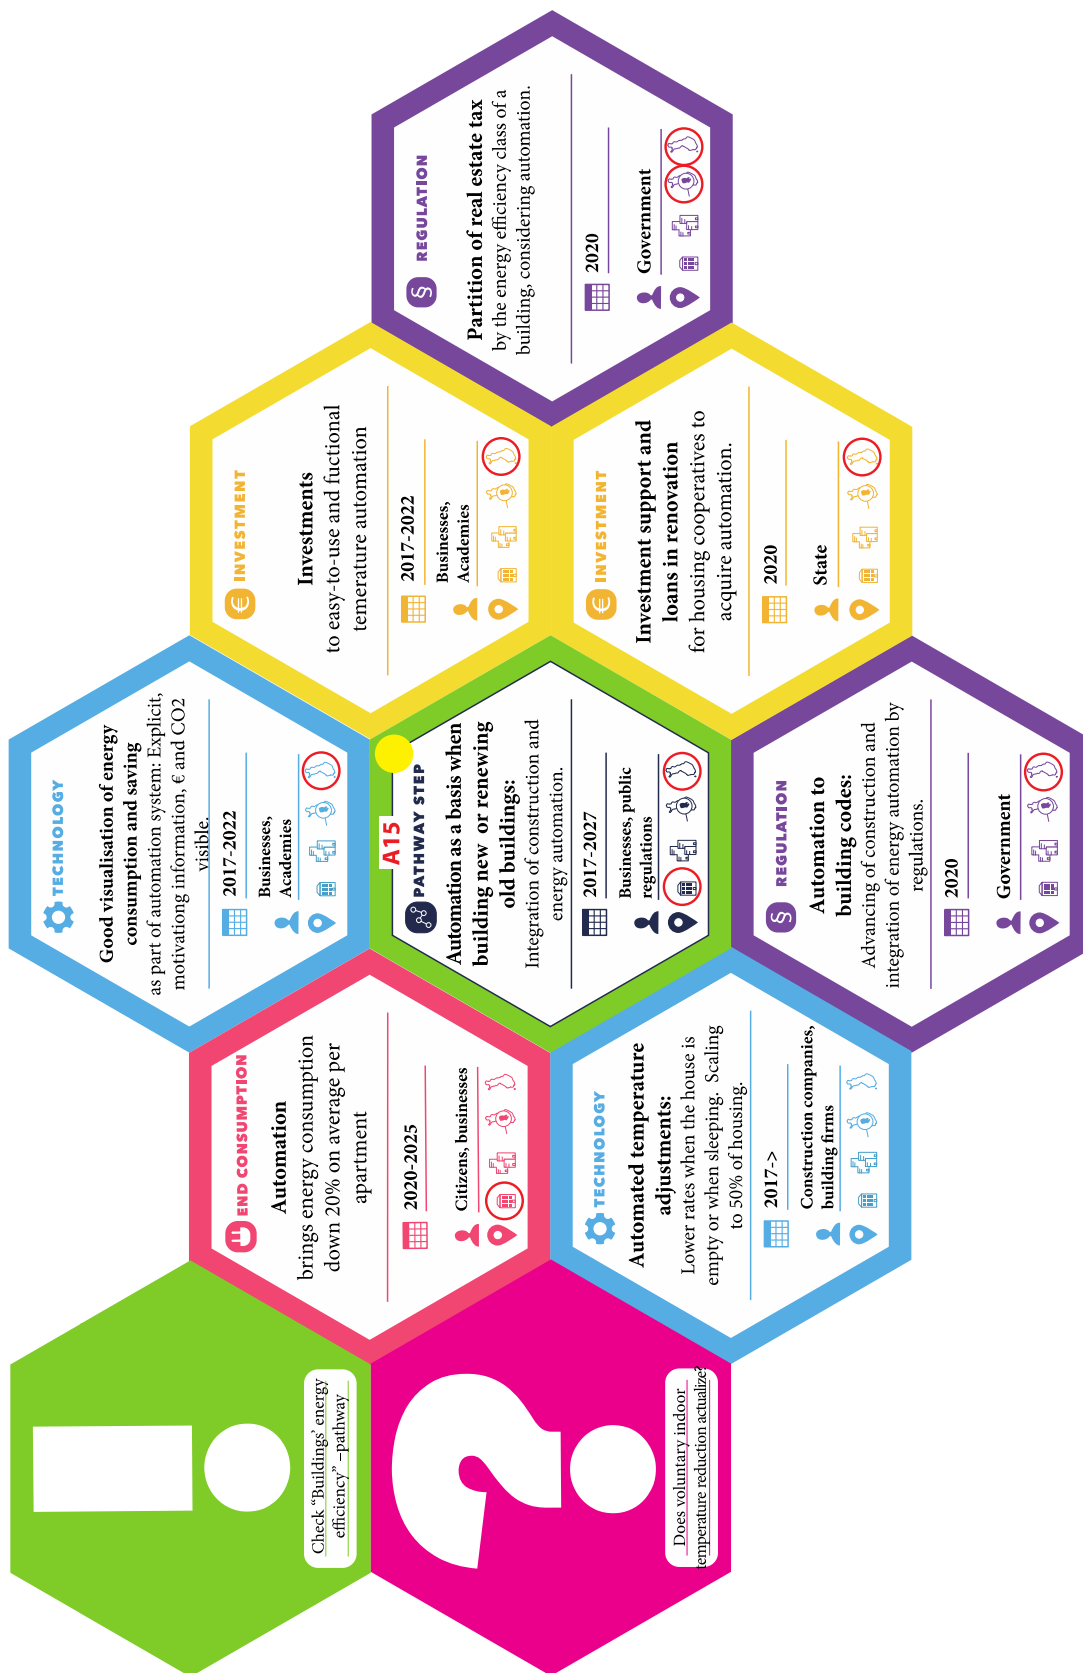 Check “Buildings’ energy
efficiency” –pathway
Does voluntary indoor
temperature reduction actualize?
END CONSUMPTION
Automation
brings energy consumption
down 20% on average per
apartment
2020-2025
Citizens, businesses
TECHNOLOGY
Automated temperature
adjustments:
Lower rates when the house is
empty or when sleeping. Scaling
to 50% of housing.
2017->
Construction companies,
building firms
TECHNOLOGY
Good visualisation of energy
consumption and saving
as part of automation system: Explicit,
motivationg information, € and CO2
visible.
2017-2022
Businesses,
Academies
A15
PATHWAY STEP
Automation as a basis when
building new or renewing
old buildings:
Integration of construction and
energy automation.
2017-2027
Businesses, public
regulations
§ REGULATION
Automation to
building codes:
Advancing of construction and
integration of energy automation by
regulations.
2020
Government
€ INVESTMENT
Investments
to easy-to-use and fuctional
temerature automation
2017-2022
Businesses,
Academies
€ INVESTMENT
Investment support and
loans in renovation
for housing cooperatives to
acquire automation.
2020
State
§ REGULATION
Partition of real estate tax
by the energy efficiency class of a
building, considering automation.
2020
Government